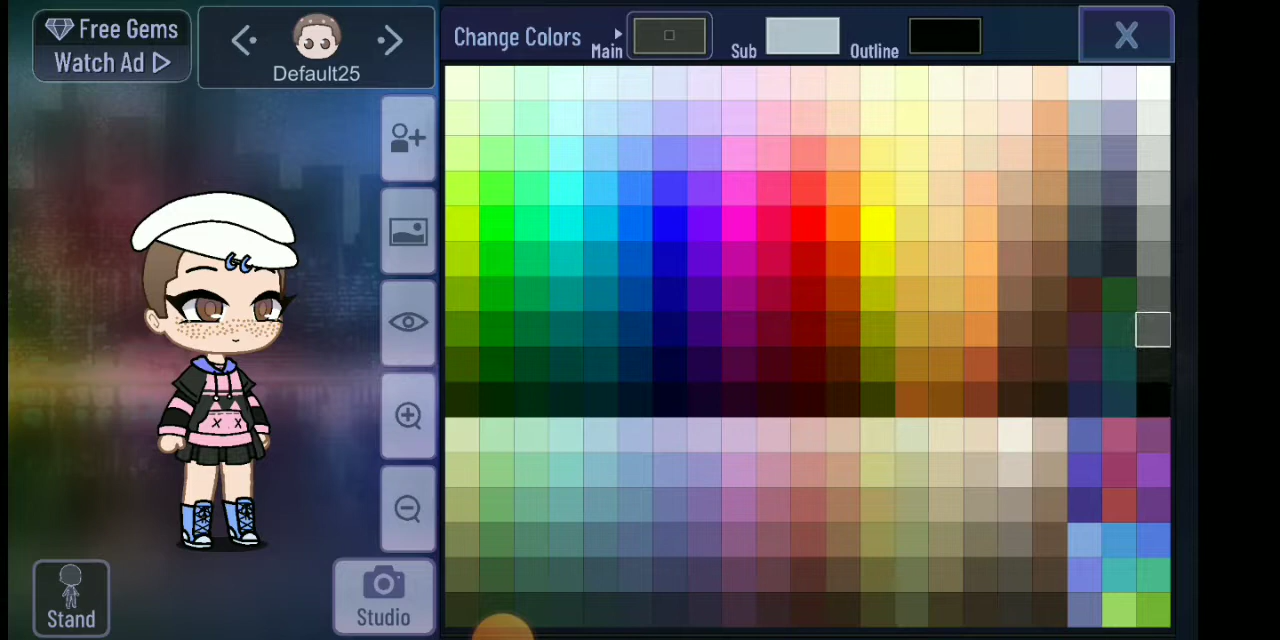 Free Gems
Watch Ad
Default25
Change Colors
Main
Sub
Outline
X
Stand
Studio